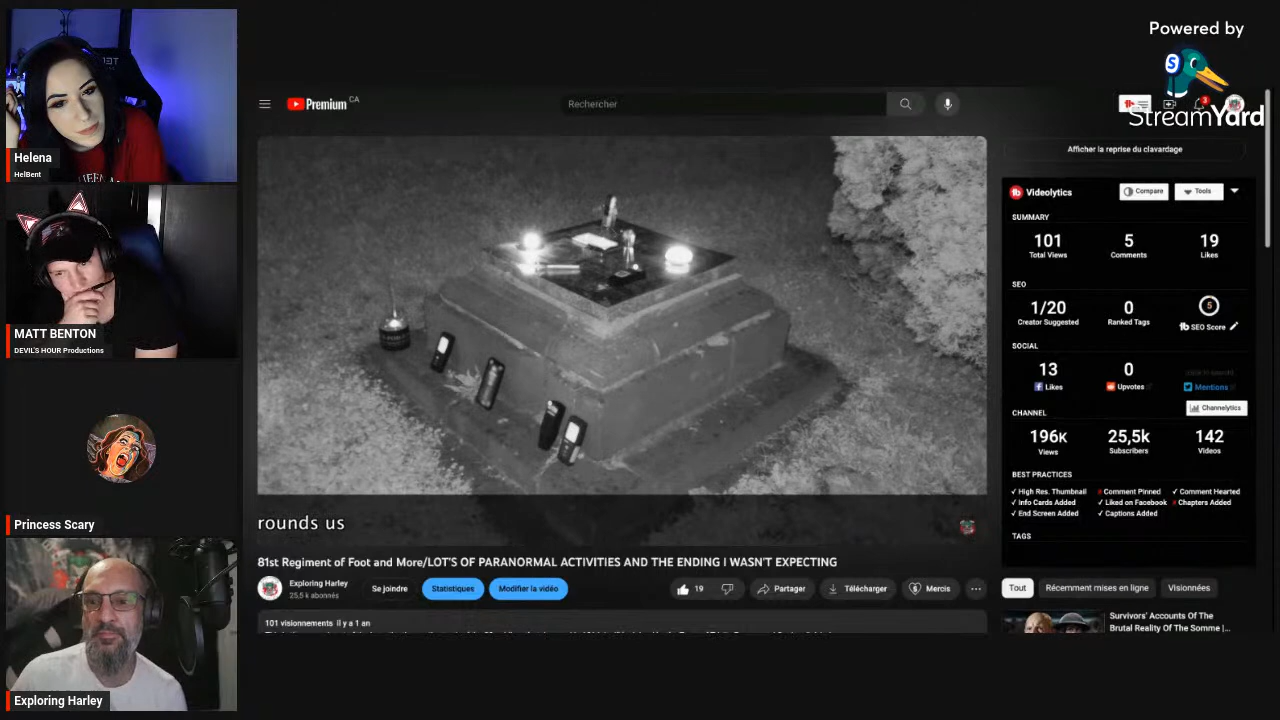 Powered by
StreamYard
Premium CA
Rechercher
3
Helena
HelBent
MATT BENTON
DEVIL'S HOUR Productions
Princess Scary
Exploring Harley
rounds us
81st Regiment of Foot and More/LOT'S OF PARANORMAL ACTIVITIES AND THE ENDING I WASN'T EXPECTING
Exploring Harley
25,5 k abonnés
Se joindre
Statistiques
Modifier la vidéo
19
Partager
Télécharger
Mercis
101 visionnements il y a 1 an
Afficher la reprise du clavardage
Videolytics
Compare
Tools
SUMMARY
101 5 19
Total Views Comments Likes
SEO
1/20 0 5
Creator Suggested Ranked Tags SEO Score
SOCIAL
13 0
Likes Upvotes Mentions
Channelytics
CHANNEL
196K 25,5k 142
Views Subscribers Videos
BEST PRACTICES
High Res. Thumbnail Comment Pinned Comment Hearted
Info Cards Added Liked on Facebook Chapters Added
End Screen Added Captions Added
TAGS
Tout
Récemment mises en ligne
Visionnées
Survivors' Accounts Of The
Brutal Reality Of The Somme |...